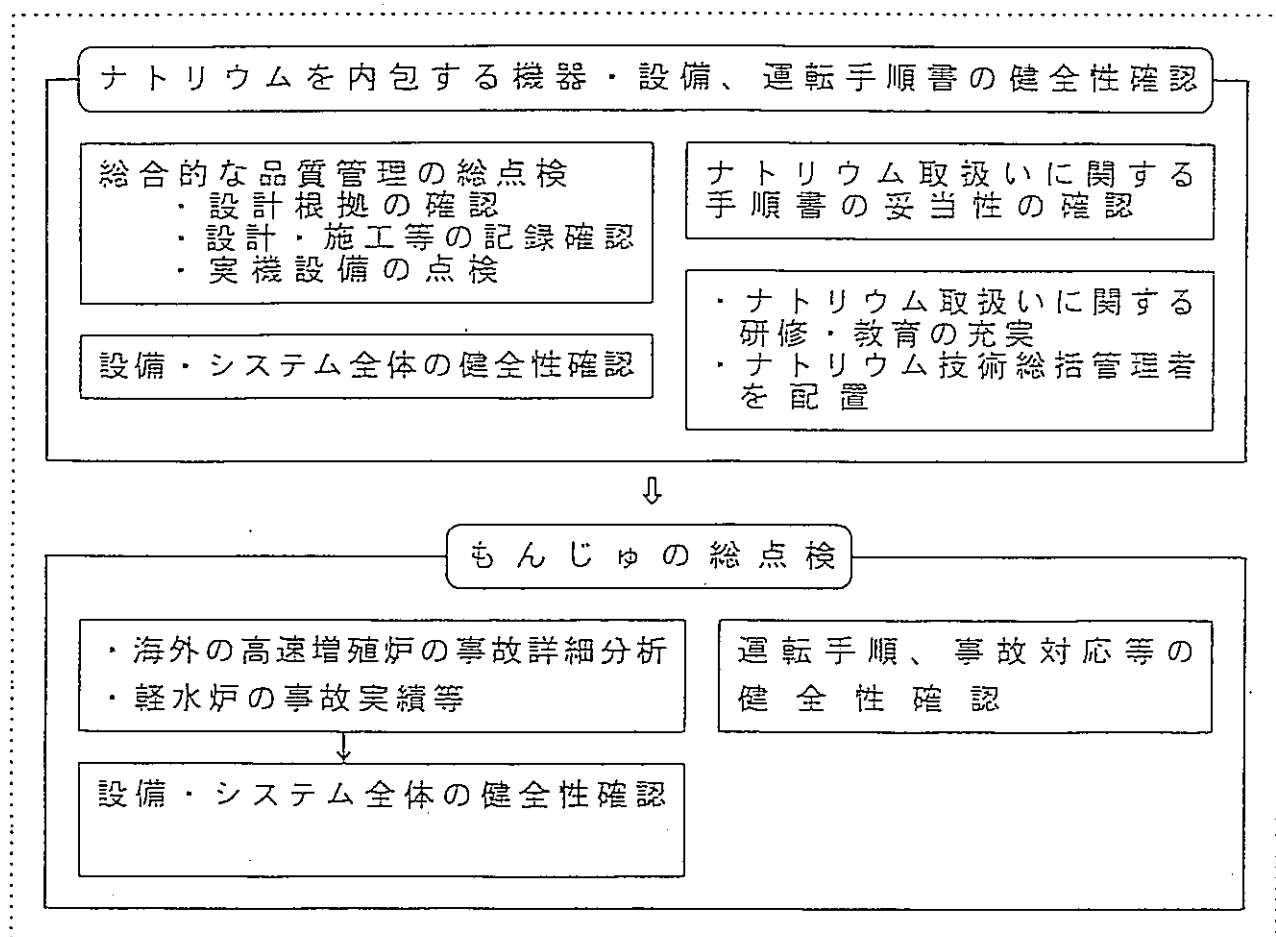 ナトリウムを内包する機器・設備、運転手順書の健全性確認
総合的な品質管理の総点検
・設計根拠の確認
・設計・施工等の記録確認
・実機設備の点検
設備・システム全体の健全性確認
ナトリウム取扱いに関する
手順書の妥当性の確認
・ナトリウム取扱いに関する
研修・教育の充実
・ナトリウム技術総括管理者
を配置
⇩
もんじゅの総点検
・海外の高速増殖炉の事故詳細分析
・軽水炉の事故実績等
設備・システム全体の健全性確認
運転手順、事故対応等の
健全性確認